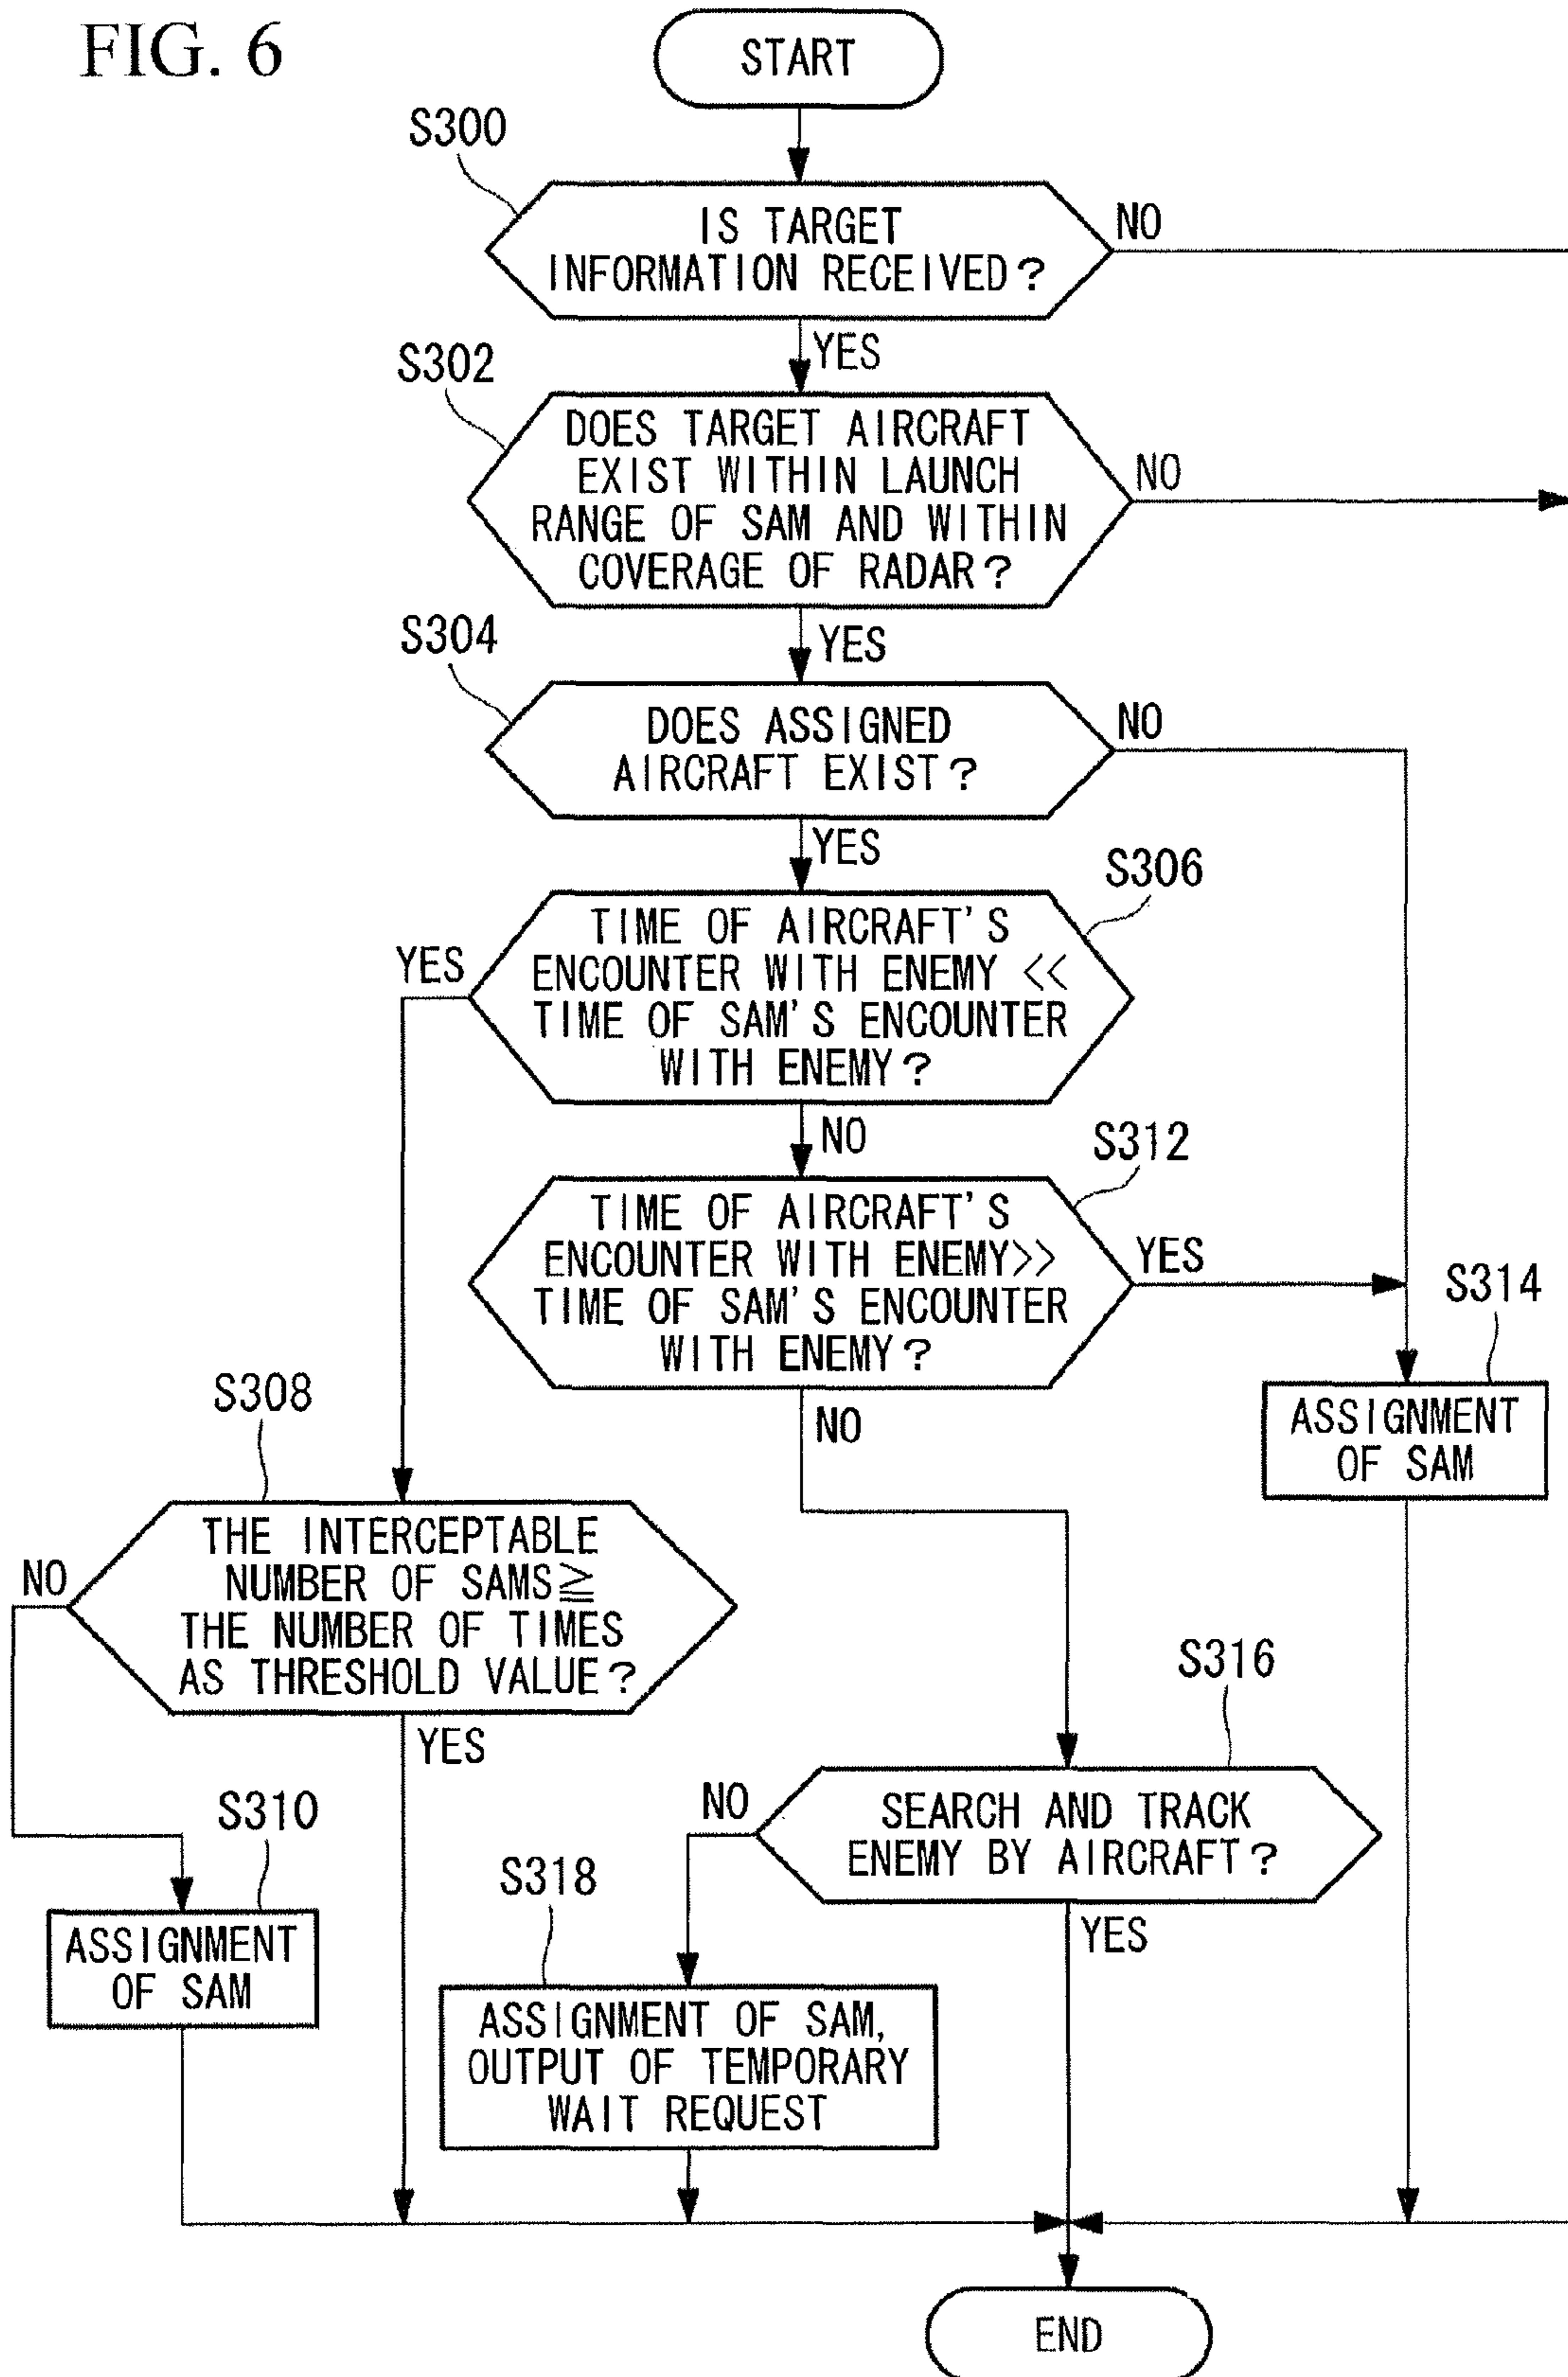 FIG. 6
START
S300
IS TARGET
INFORMATION RECEIVED?
NO
YES
S302
DOES TARGET AIRCRAFT
EXIST WITHIN LAUNCH
RANGE OF SAM AND WITHIN
COVERAGE OF RADAR?
NO
YES
S304
DOES ASSIGNED
AIRCRAFT EXIST?
NO
YES
S306
TIME OF AIRCRAFT'S
ENCOUNTER WITH ENEMY <<
TIME OF SAM'S ENCOUNTER
WITH ENEMY?
YES
NO
S312
TIME OF AIRCRAFT'S
ENCOUNTER WITH ENEMY>>
TIME OF SAM'S ENCOUNTER
WITH ENEMY?
YES
NO
S314
ASSIGNMENT
OF SAM
S308
THE INTERCEPTABLE
NUMBER OF SAMS≧
THE NUMBER OF TIMES
AS THRESHOLD VALUE?
NO
YES
S310
ASSIGNMENT
OF SAM
S316
SEARCH AND TRACK
ENEMY BY AIRCRAFT?
NO
YES
S318
ASSIGNMENT OF SAM,
OUTPUT OF TEMPORARY
WAIT REQUEST
END